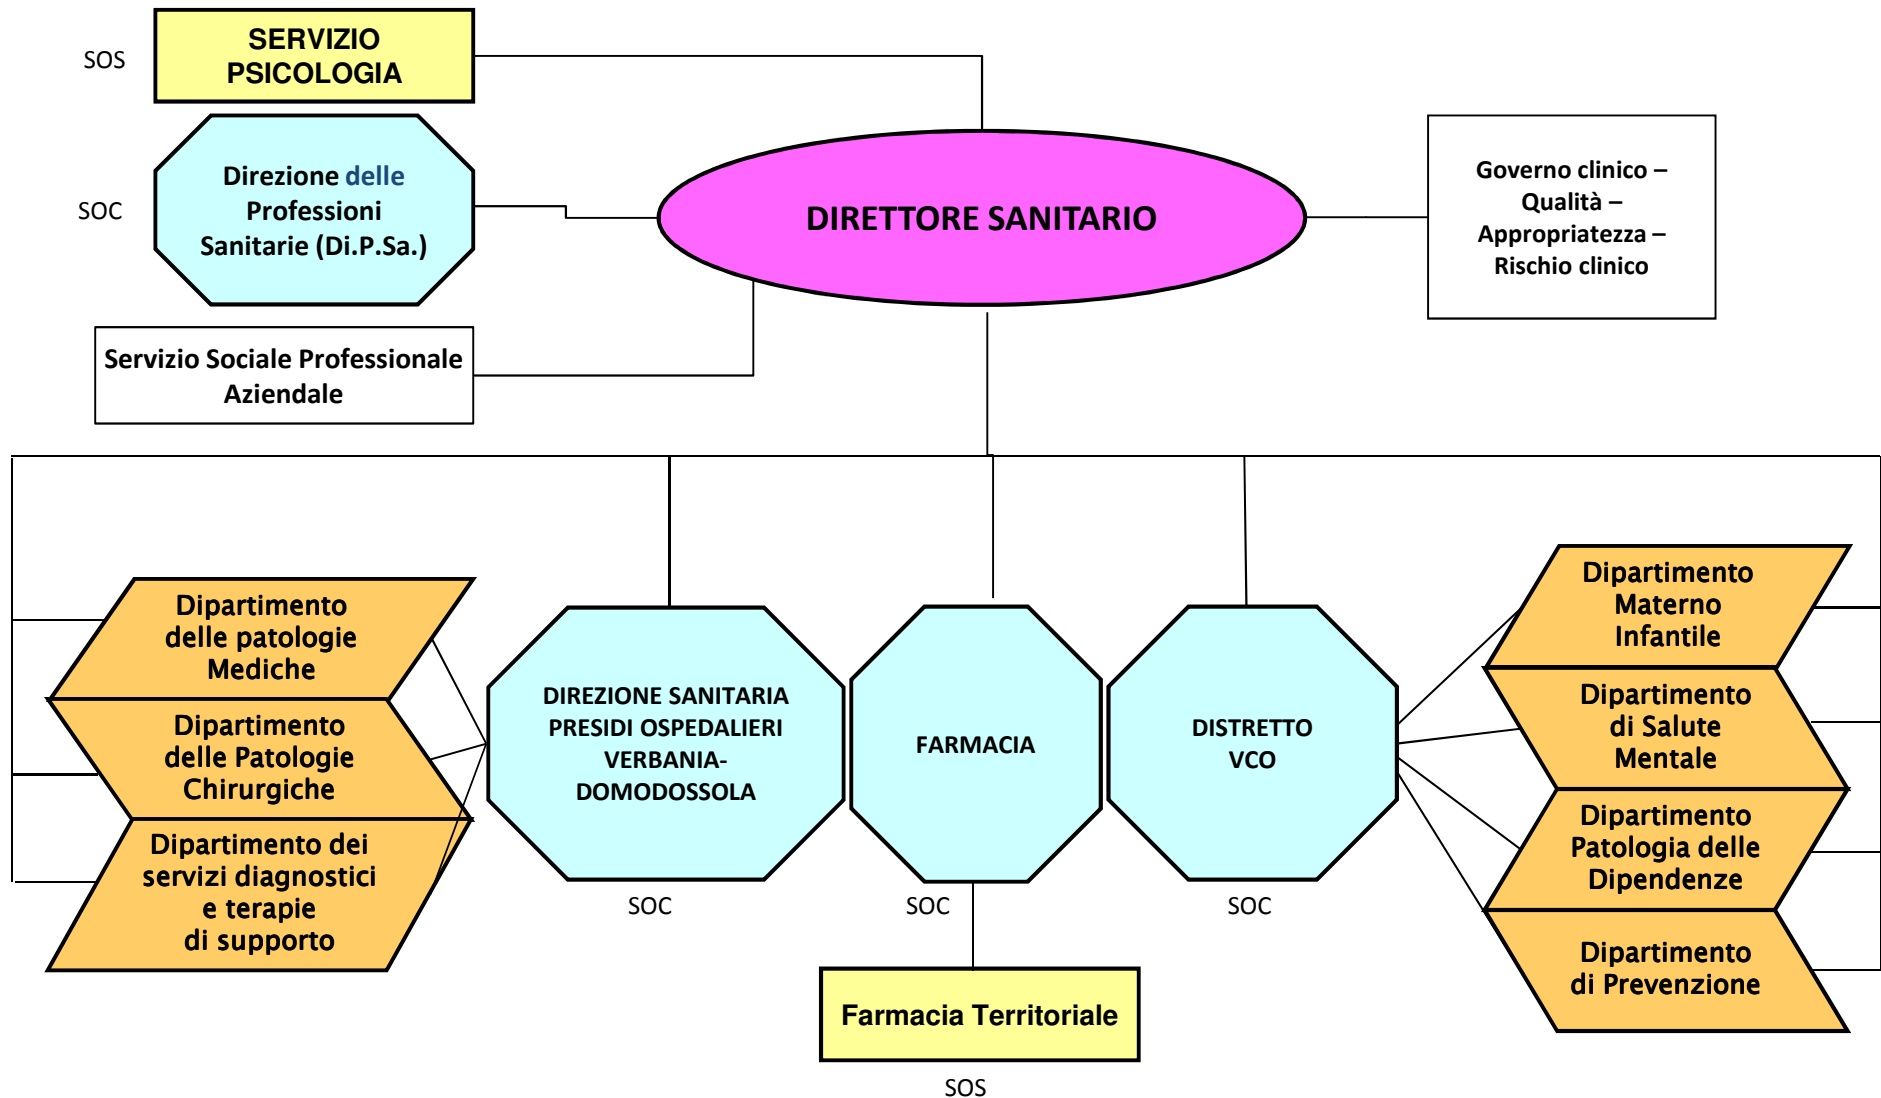 SOS
SERVIZIO
PSICOLOGIA
SOC
Direzione delle
Professioni
Sanitarie (Di.P.Sa.)
DIRETTORE SANITARIO
Governo clinico –
Qualità –
Appropriatezza –
Rischio clinico
Servizio Sociale Professionale
Aziendale
Dipartimento
delle patologie
Mediche
Dipartimento
delle Patologie
Chirurgiche
Dipartimento dei
servizi diagnostici
e terapie
di supporto
DIREZIONE SANITARIA
PRESIDI OSPEDALIERI
VERBANIA-
DOMODOSSOLA
SOC
FARMACIA
SOC
DISTRETTO
VCO
SOC
Dipartimento
Materno
Infantile
Dipartimento
di Salute
Mentale
Dipartimento
Patologia delle
Dipendenze
Dipartimento
di Prevenzione
Farmacia Territoriale
SOS